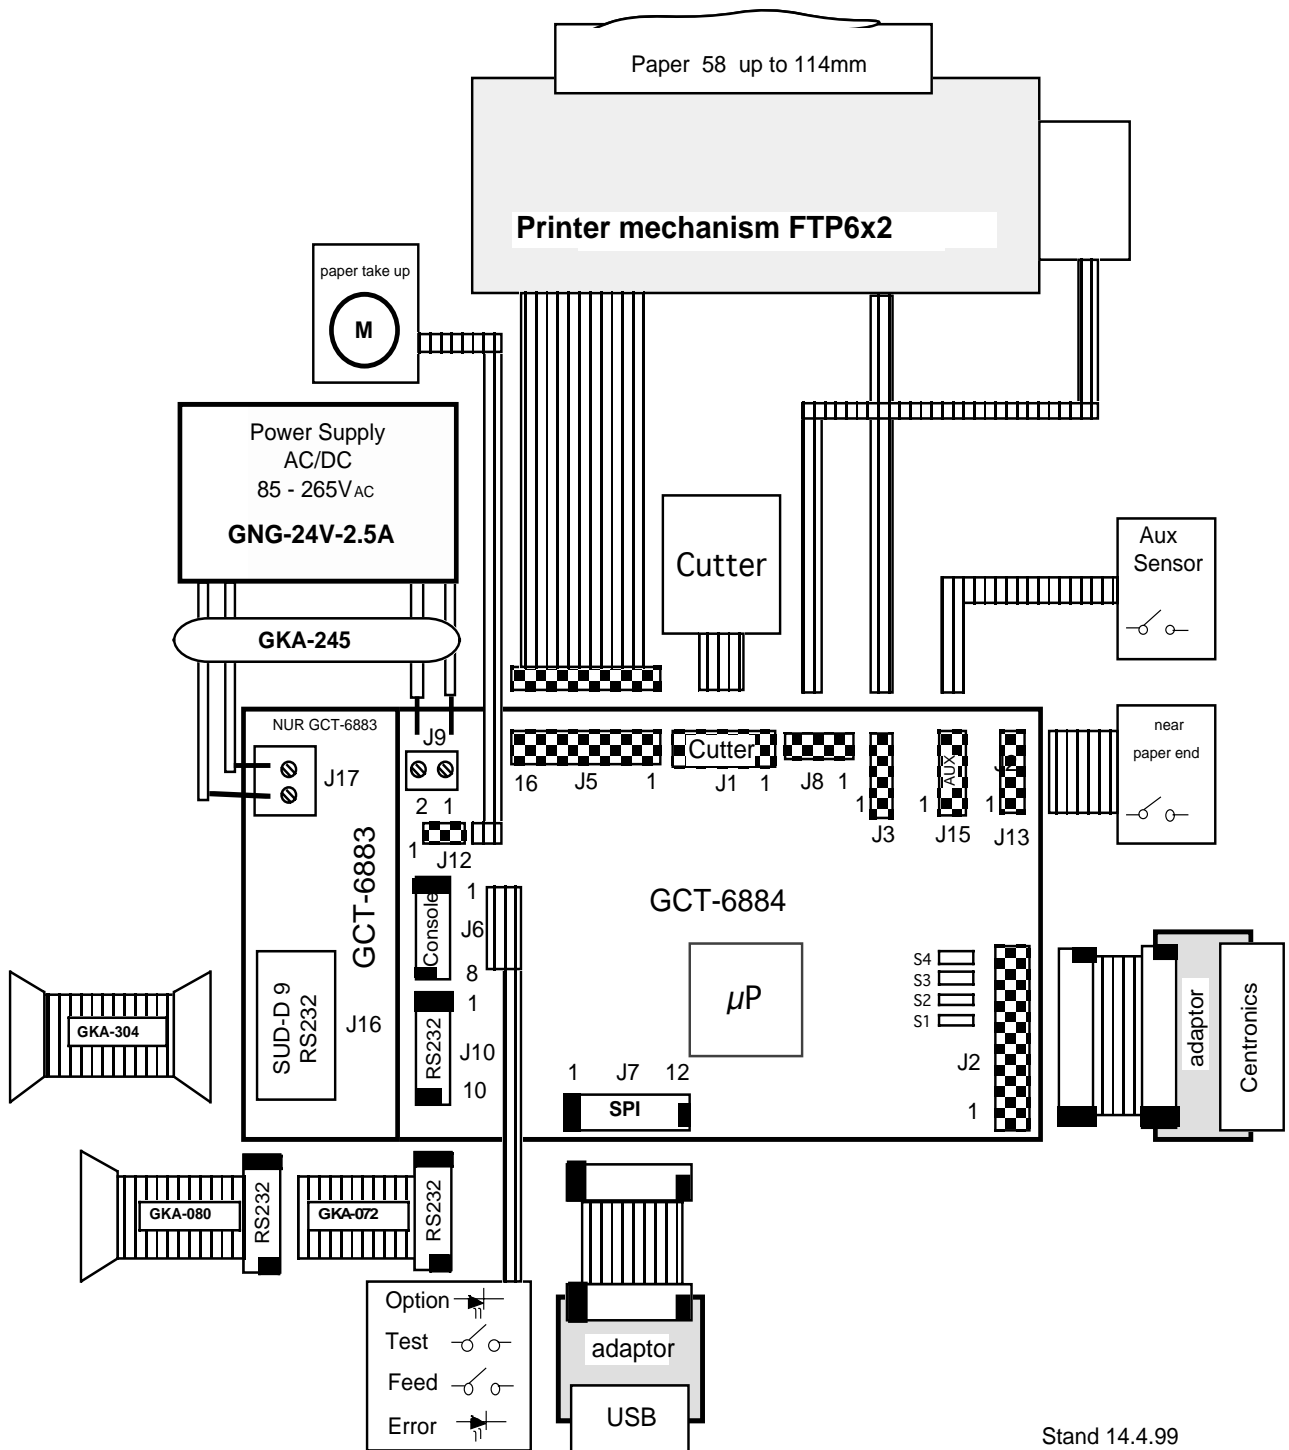 Paper 58 up to 114mm
Printer mechanism FTP6x2
paper take up
M
Power Supply
AC/DC
85 - 265VAC
GNG-24V-2.5A
GKA-245
Cutter
Aux
Sensor
near
paper end
NUR GCT-6883
J17
J9
2 1
1
J12
16 J5 1
Cutter
J1 1
J8 1
1
J3
AUX
1
J15
1
J13
GCT-6883
GCT-6884
Console
1
J6
8
RS232
1
J10
10
SUD-D 9
RS232
J16
GKA-304
µP
S4
S3
S2
S1
J2
1
1 J7 12
SPI
adaptor
Centronics
GKA-080
RS232
GKA-072
RS232
Option
Test
Feed
Error
adaptor
USB
Stand 14.4.99